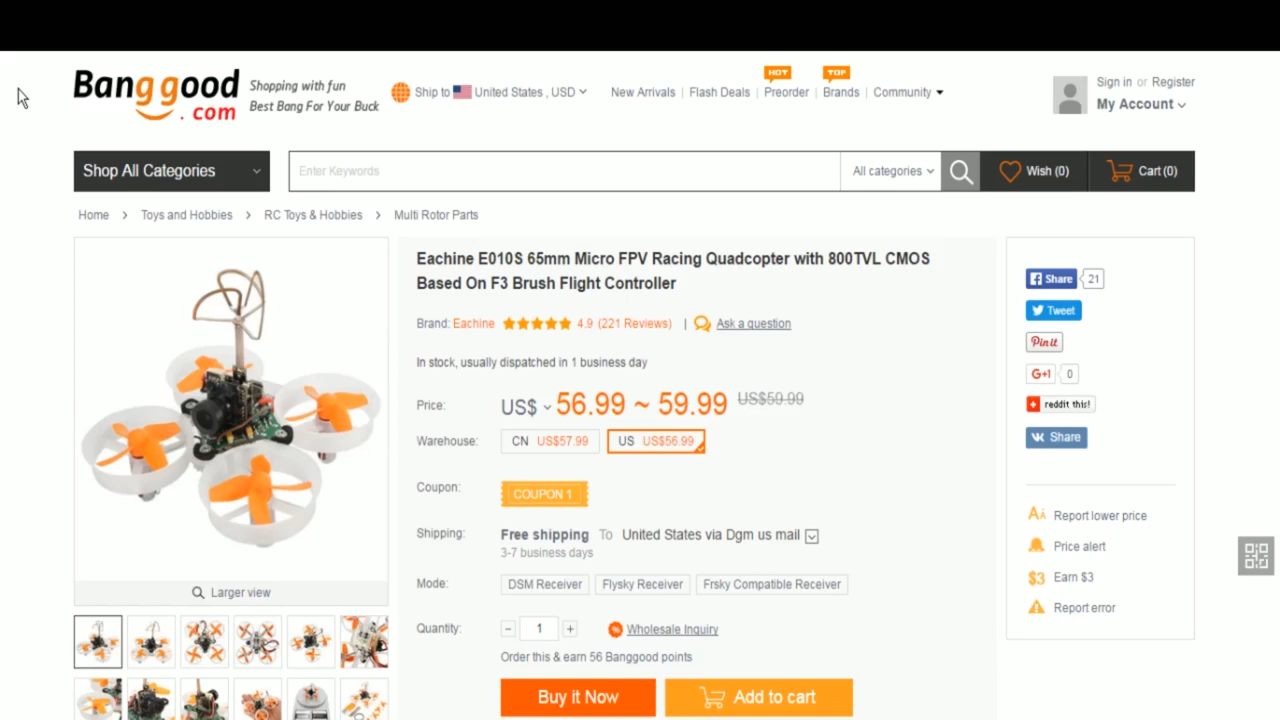 Banggood
.com
Shopping with fun
Best Bang For Your Buck
Ship to United States , USD
New Arrivals | Flash Deals | Preorder | Brands | Community
HOT
TOP
Sign in or Register
My Account
Shop All Categories
Enter Keywords
All categories
Wish (0)
Cart (0)
Home > Toys and Hobbies > RC Toys & Hobbies > Multi Rotor Parts
Eachine E010S 65mm Micro FPV Racing Quadcopter with 800TVL CMOS
Based On F3 Brush Flight Controller
Brand: Eachine 4.9 (221 Reviews) | Ask a question
In stock, usually dispatched in 1 business day
Price: US$ 56.99 ~ 59.99 US$59.99
Warehouse: CN US$57.99 US US$56.99
Coupon: COUPON 1
Shipping: Free shipping To United States via Dgm us mail
3-7 business days
Mode: DSM Receiver Flysky Receiver Frsky Compatible Receiver
Quantity: − 1 + Wholesale Inquiry
Order this & earn 56 Banggood points
Buy it Now
Add to cart
Larger view
Share 21
Tweet
Pin it
G+1 0
reddit this!
Share
Report lower price
Price alert
$3 Earn $3
Report error